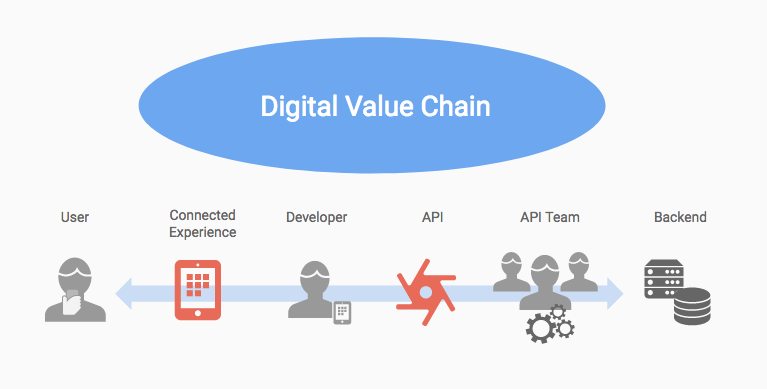 Digital Value Chain
User
Connected
Experience
Developer
API
API Team
Backend